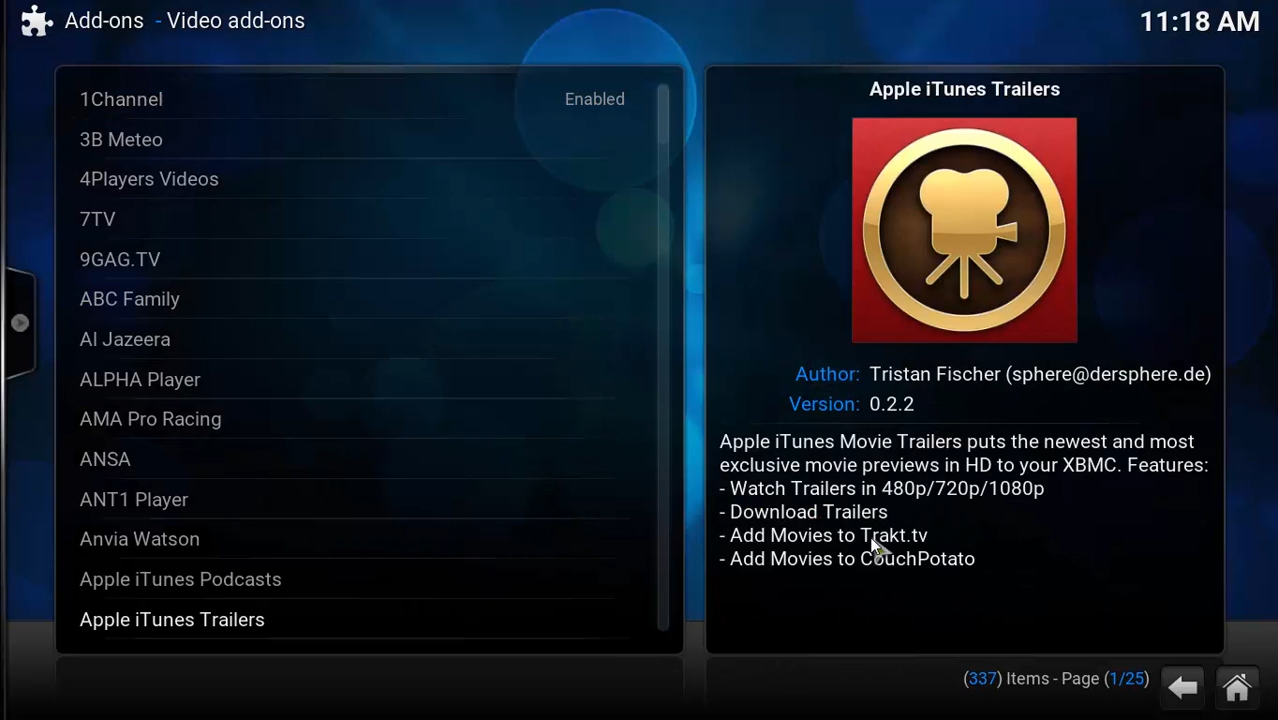 Add-ons - Video add-ons
11:18 AM
1Channel Enabled
3B Meteo
4Players Videos
7TV
9GAG.TV
ABC Family
Al Jazeera
ALPHA Player
AMA Pro Racing
ANSA
ANT1 Player
Anvia Watson
Apple iTunes Podcasts
Apple iTunes Trailers
Apple iTunes Trailers
Author: Tristan Fischer (sphere@dersphere.de)
Version: 0.2.2
Apple iTunes Movie Trailers puts the newest and most
exclusive movie previews in HD to your XBMC. Features:
- Watch Trailers in 480p/720p/1080p
- Download Trailers
- Add Movies to Trakt.tv
- Add Movies to CouchPotato
(337) Items - Page (1/25)